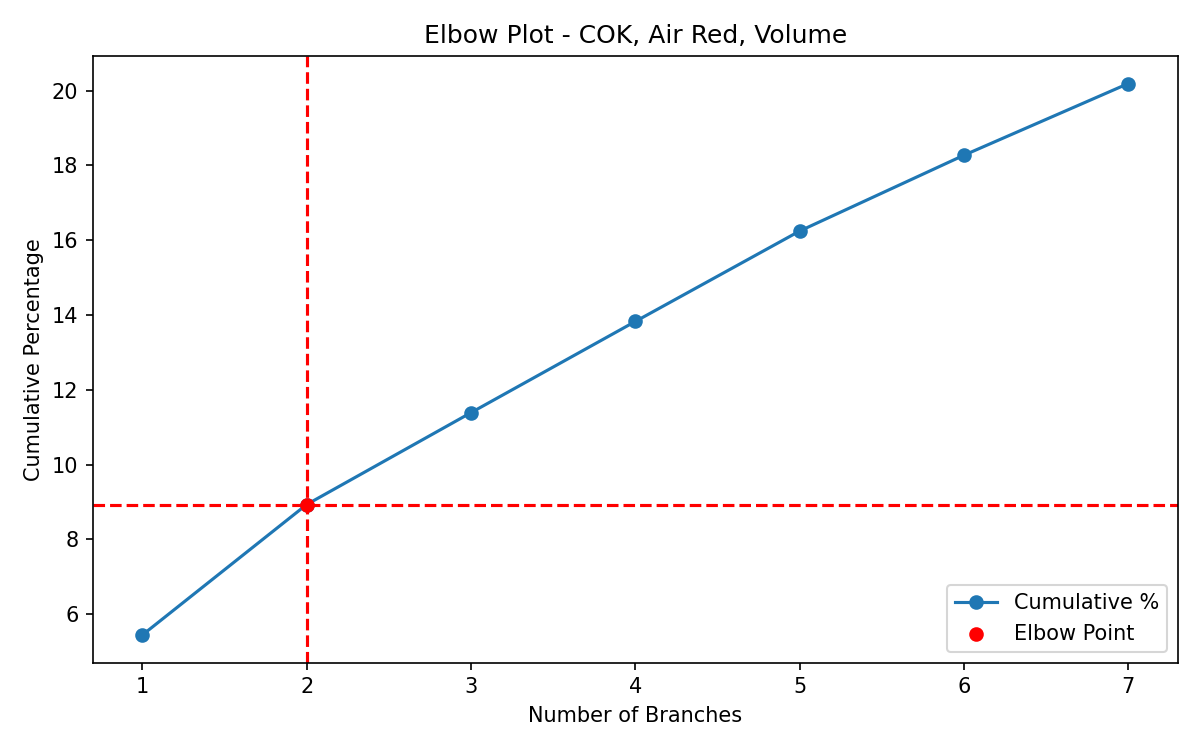 Elbow Plot - COK, Air Red, Volume
Cumulative Percentage
20
18
16
14
12
10
8
6
1 2 3 4 5 6 7
Number of Branches
Cumulative %
Elbow Point